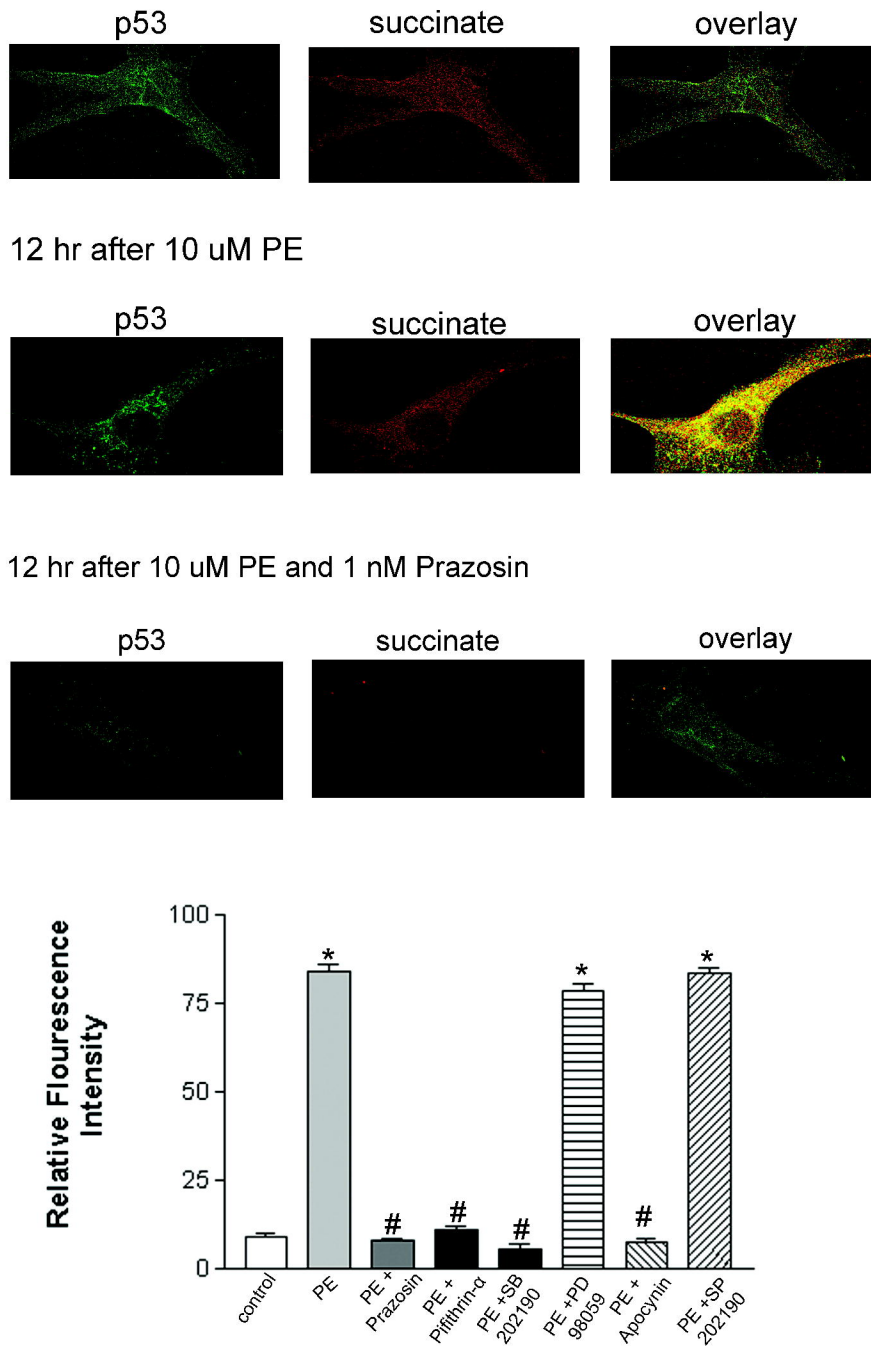 p53 succinate overlay
12 hr after 10 uM PE
p53 succinate overlay
12 hr after 10 uM PE and 1 nM Prazosin
p53 succinate overlay
Relative Flourescence
Intensity
100
75
50
25
0
*
#
#
#
*
#
*
control
PE
PE +
Prazosin
PE +
Pifithrin-α
PE +SB
202190
PE +PD
98059
PE +
Apocynin
PE +SP
202190